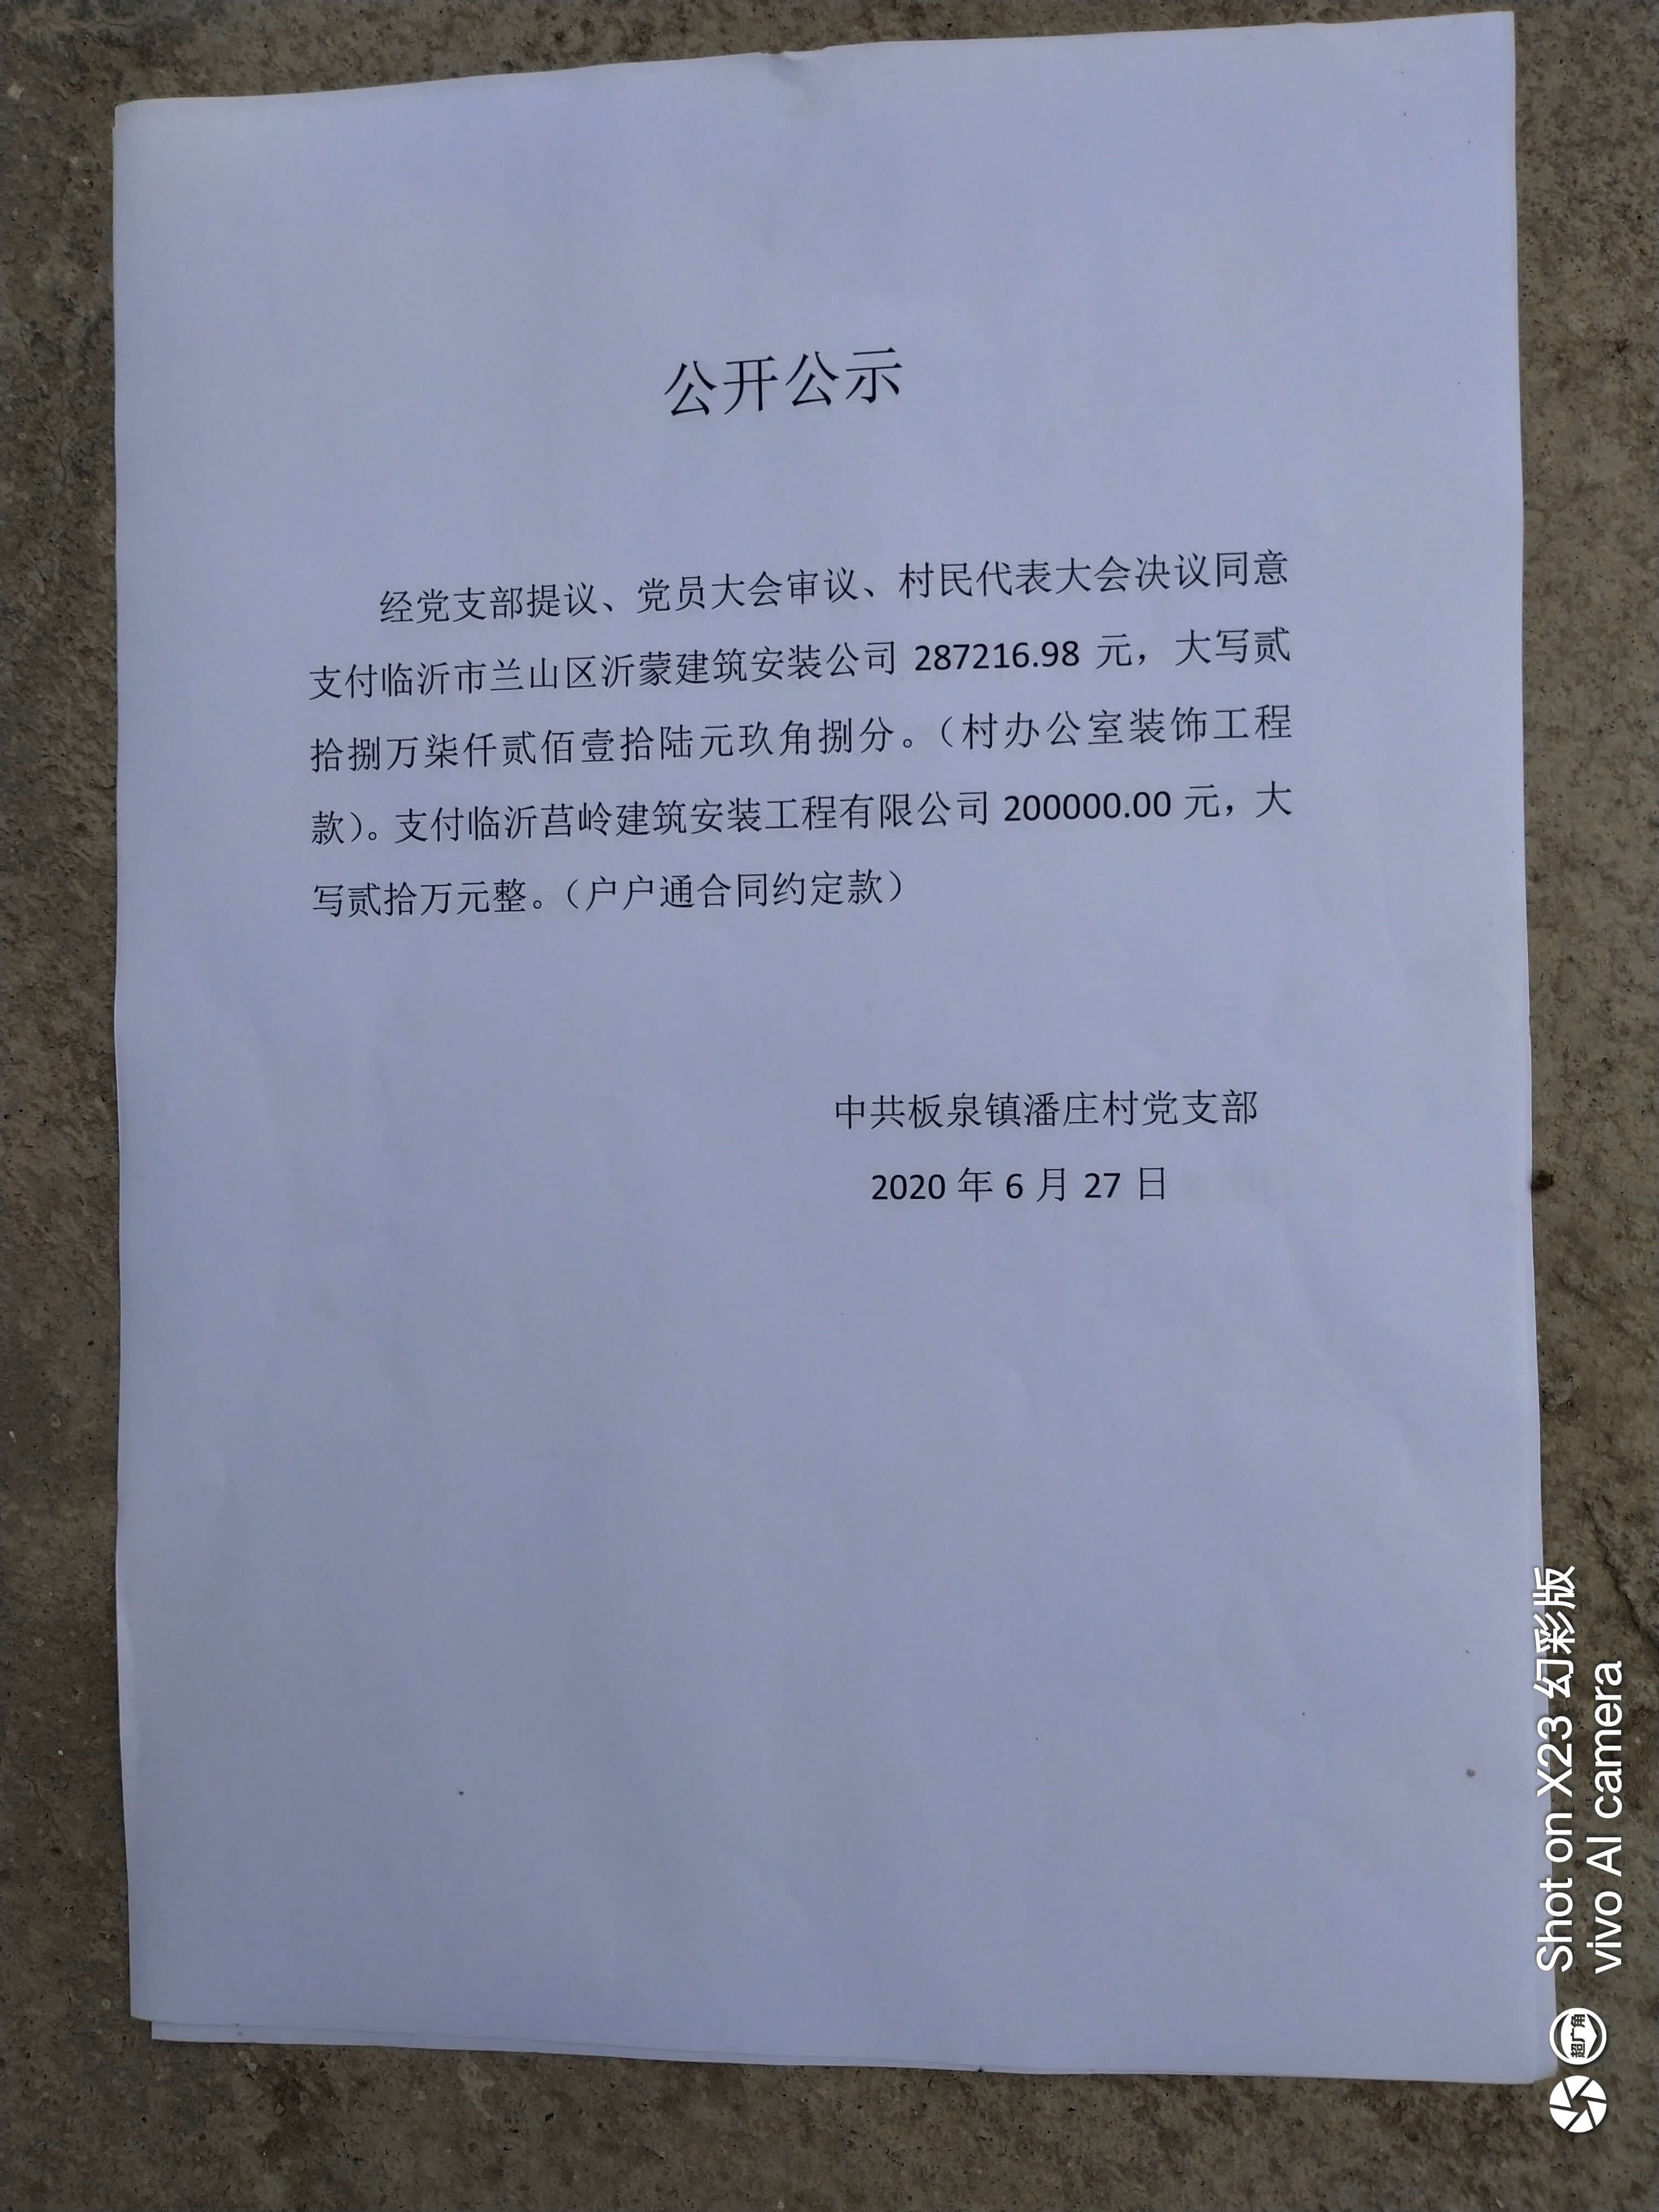 公开公示
经党支部提议、党员大会审议、村民代表大会决议同意
支付临沂市兰山区沂蒙建筑安装公司 287216.98 元，大写贰
拾捌万柒仟贰佰壹拾陆元玖角捌分。（村办公室装饰工程
款）。支付临沂莒岭建筑安装工程有限公司 200000.00 元，大
写贰拾万元整。（户户通合同约定款）
中共板泉镇潘庄村党支部
2020 年 6 月 27 日
Shot on X23 幻彩版
vivo AI camera
超广角